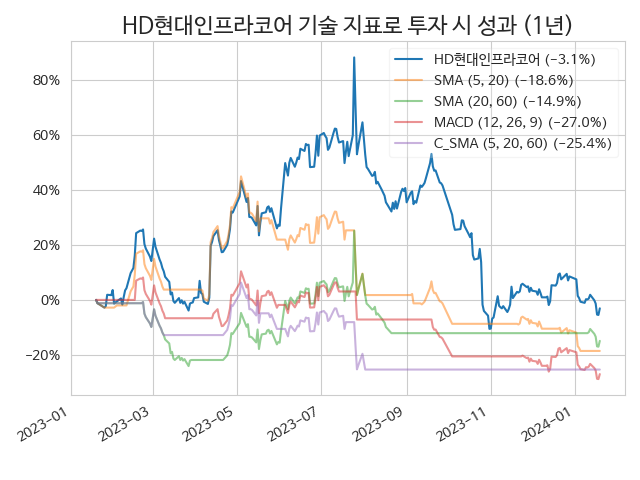 HD현대인프라코어 기술 지표로 투자 시 성과 (1년)
HD현대인프라코어 (−3.1%)
SMA (5, 20) (−18.6%)
SMA (20, 60) (−14.9%)
MACD (12, 26, 9) (−27.0%)
C_SMA (5, 20, 60) (−25.4%)
80%
60%
40%
20%
0%
−20%
2023−01
2023−03
2023−05
2023−07
2023−09
2023−11
2024−01